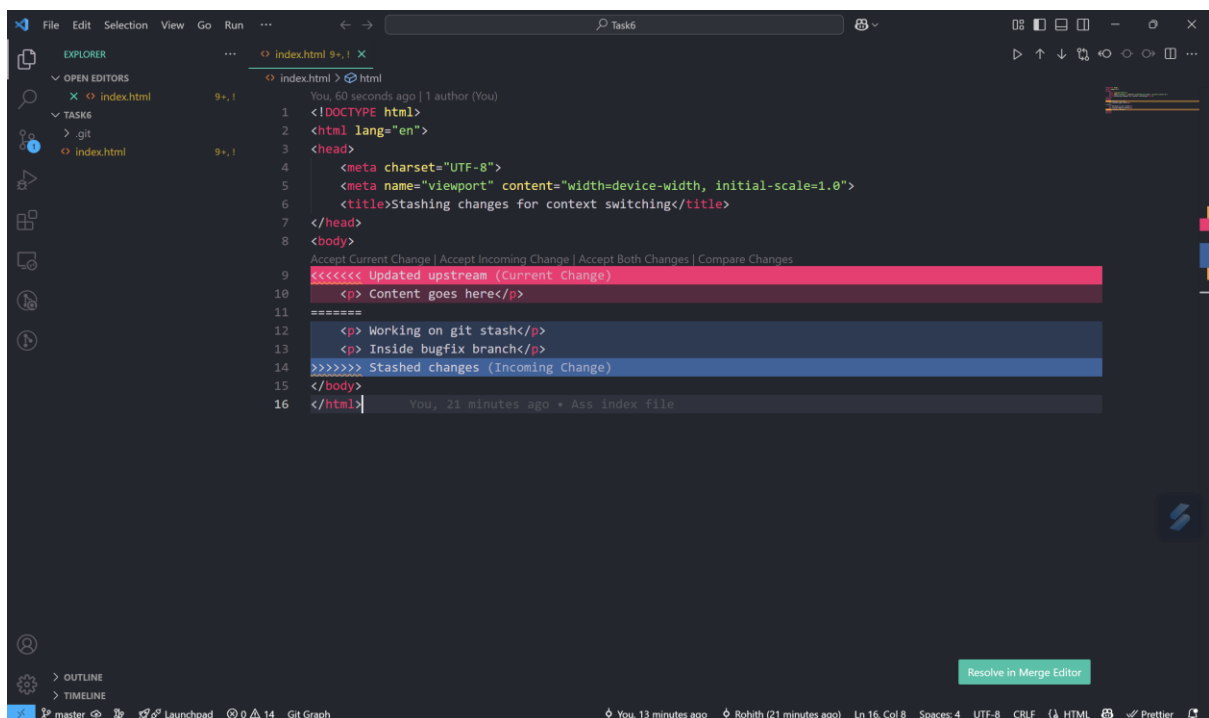 File Edit Selection View Go Run ··· Task6
EXPLORER ···
OPEN EDITORS
index.html 9+, !
TASK6
.git
index.html 9+, !
1
OUTLINE
TIMELINE
index.html 9+, !
index.html > html
You, 60 seconds ago | 1 author (You)
1 <!DOCTYPE html>
2 <html lang="en">
3 <head>
4 <meta charset="UTF-8">
5 <meta name="viewport" content="width=device-width, initial-scale=1.0">
6 <title>Stashing changes for context switching</title>
7 </head>
8 <body>
Accept Current Change | Accept Incoming Change | Accept Both Changes | Compare Changes
9 <<<<<<< Updated upstream (Current Change)
10 <p> Content goes here</p>
11 =======
12 <p> Working on git stash</p>
13 <p> Inside bugfix branch</p>
14 >>>>>>> Stashed changes (Incoming Change)
15 </body>
16 </html> You, 21 minutes ago • Ass index file
Resolve in Merge Editor
master Launchpad 0 14 Git Graph You, 13 minutes ago Rohith (21 minutes ago) Ln 16, Col 8 Spaces: 4 UTF-8 CRLF HTML Prettier